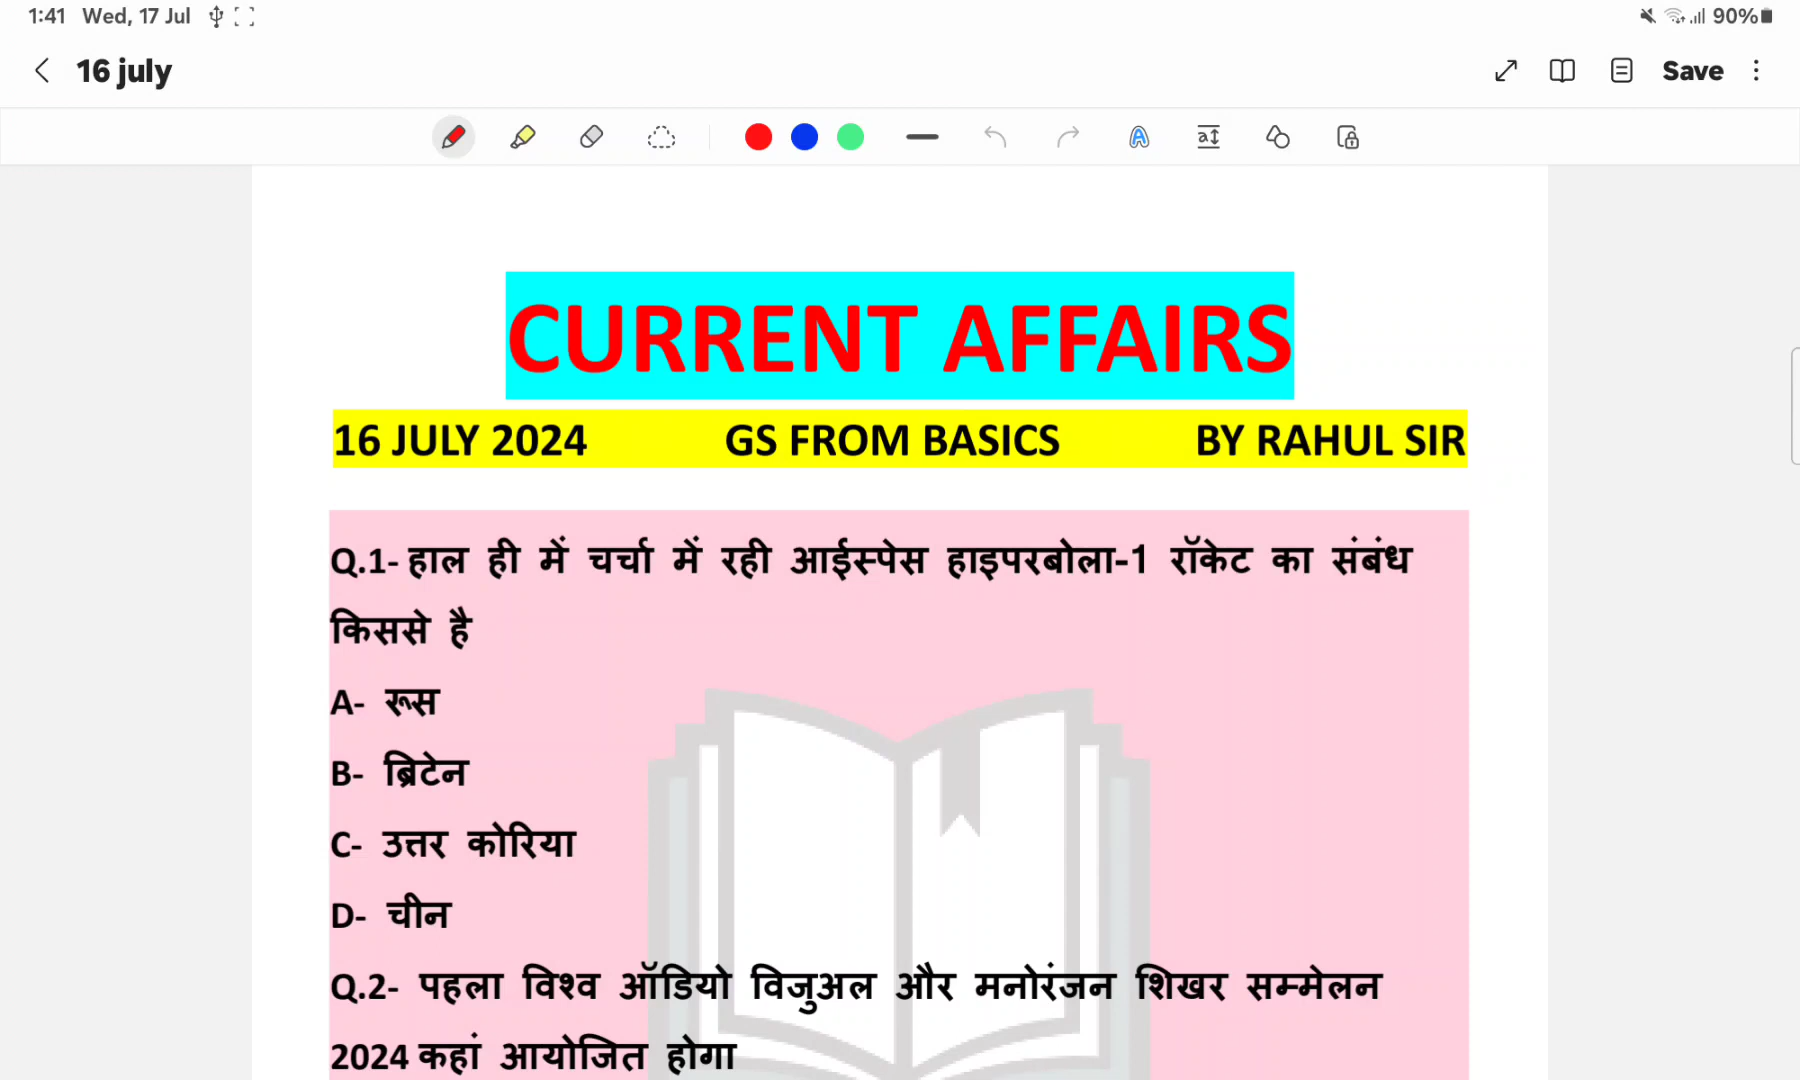 1:41 Wed, 17 Jul 90%
16 july Save
CURRENT AFFAIRS
16 JULY 2024 GS FROM BASICS BY RAHUL SIR
Q.1- हाल ही में चर्चा में रही आईस्पेस हाइपरबोला-1 रॉकेट का संबंध
किससे है
A- रूस
B- ब्रिटेन
C- उत्तर कोरिया
D- चीन
Q.2- पहला विश्व ऑडियो विजुअल और मनोरंजन शिखर सम्मेलन
2024 कहां आयोजित होगा